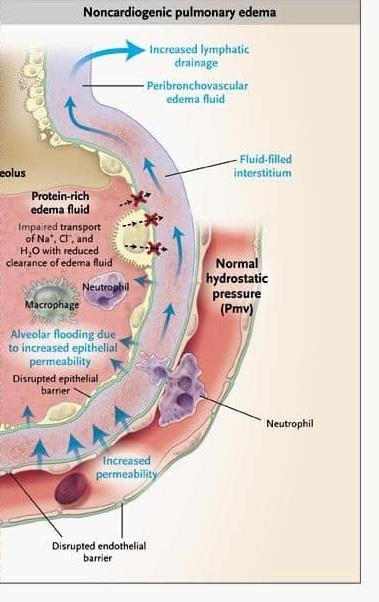 Noncardiogenic pulmonary edema
Increased lymphatic
drainage
Peribronchovascular
edema fluid
Fluid-filled
interstitium
eolus
Protein-rich
edema fluid
Impaired transport
of Na⁺, Cl⁻, and
H₂O with reduced
clearance of edema fluid
Neutrophil
Macrophage
Normal
hydrostatic
pressure
(Pmv)
Alveolar flooding due
to increased epithelial
permeability
Disrupted epithelial
barrier
Neutrophil
Increased
permeability
Disrupted endothelial
barrier